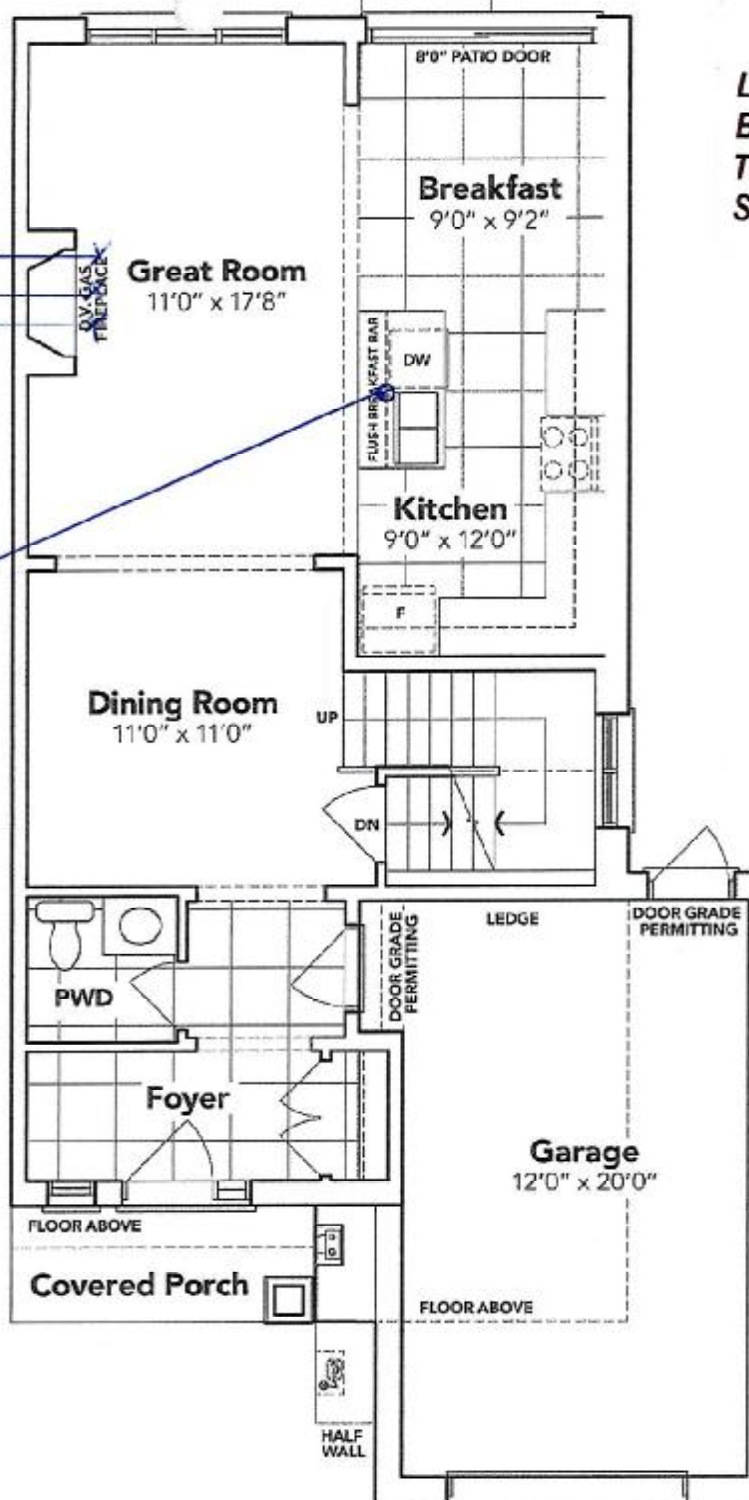 8'0" PATIO DOOR
L
E
T
S
Breakfast
9'0" x 9'2"
Great Room
11'0" x 17'8"
D.V. GAS
FIREPLACE
FLUSH BREAKFAST BAR
DW
Kitchen
9'0" x 12'0"
F
Dining Room
11'0" x 11'0"
UP
DN
LEDGE
DOOR GRADE
PERMITTING
DOOR GRADE
PERMITTING
PWD
Foyer
Garage
12'0" x 20'0"
FLOOR ABOVE
Covered Porch
FLOOR ABOVE
HALF
WALL